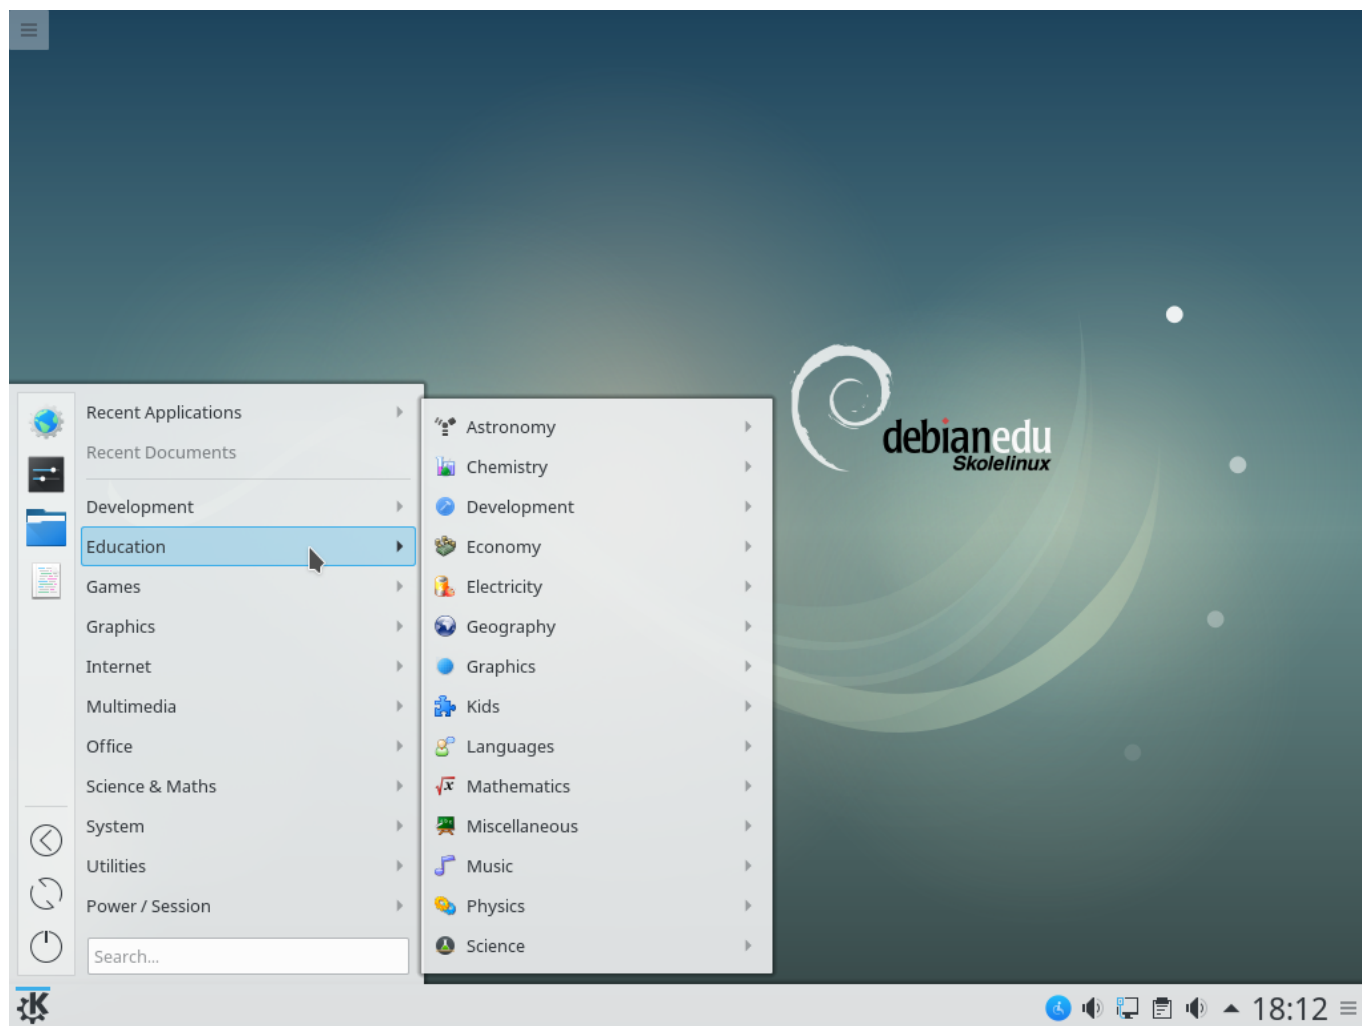 debianedu
Skolelinux
Recent Applications
Recent Documents
Development
Education
Games
Graphics
Internet
Multimedia
Office
Science & Maths
System
Utilities
Power / Session
Search...
Astronomy
Chemistry
Development
Economy
Electricity
Geography
Graphics
Kids
Languages
Mathematics
Miscellaneous
Music
Physics
Science
18:12